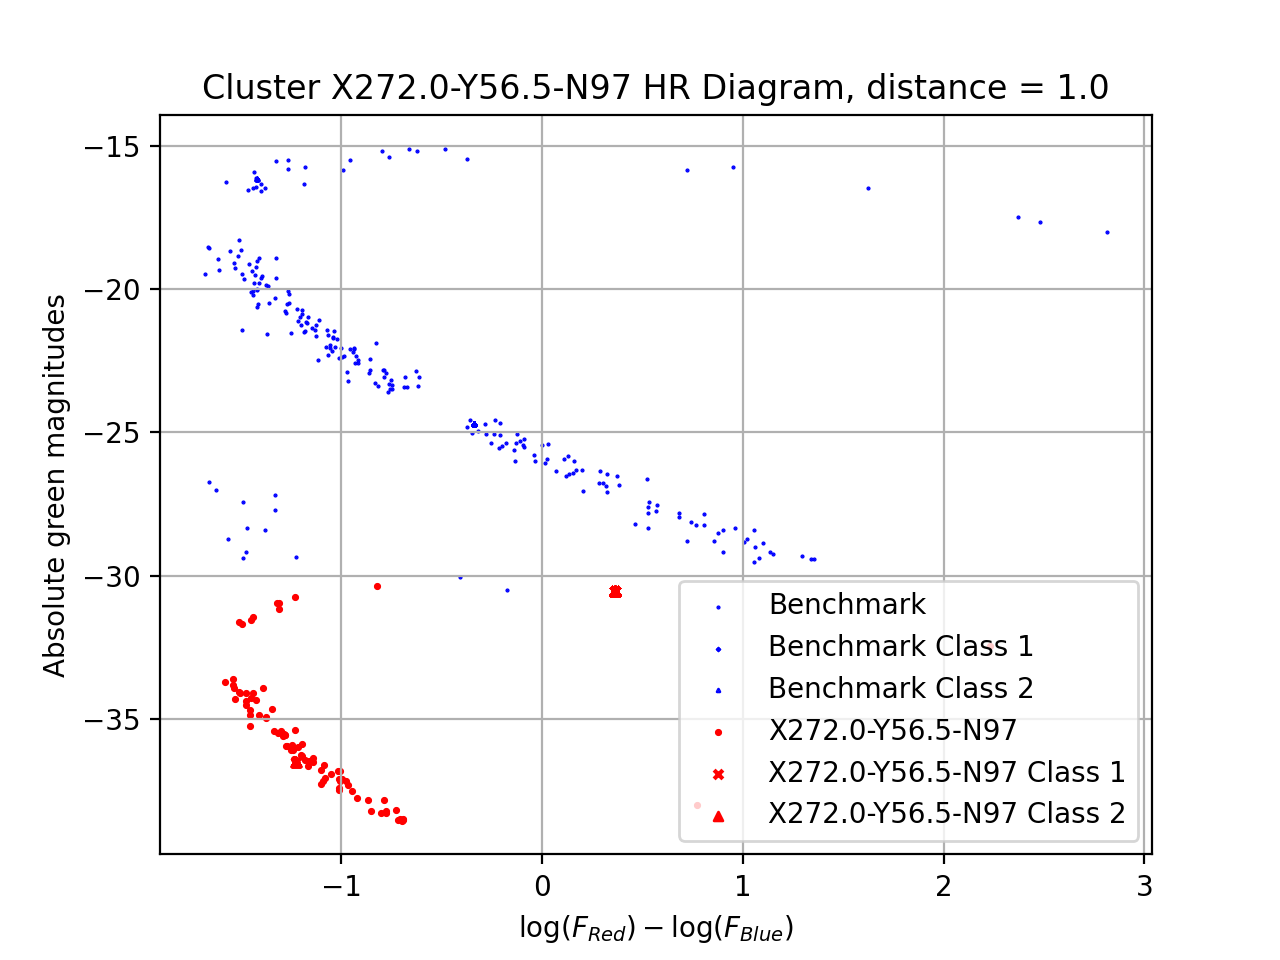 Cluster X272.0-Y56.5-N97 HR Diagram, distance = 1.0
Absolute green magnitudes
−15
−20
−25
−30
−35
Benchmark
Benchmark Class 1
Benchmark Class 2
X272.0-Y56.5-N97
X272.0-Y56.5-N97 Class 1
X272.0-Y56.5-N97 Class 2
−1 0 1 2 3
log(F_Red) − log(F_Blue)